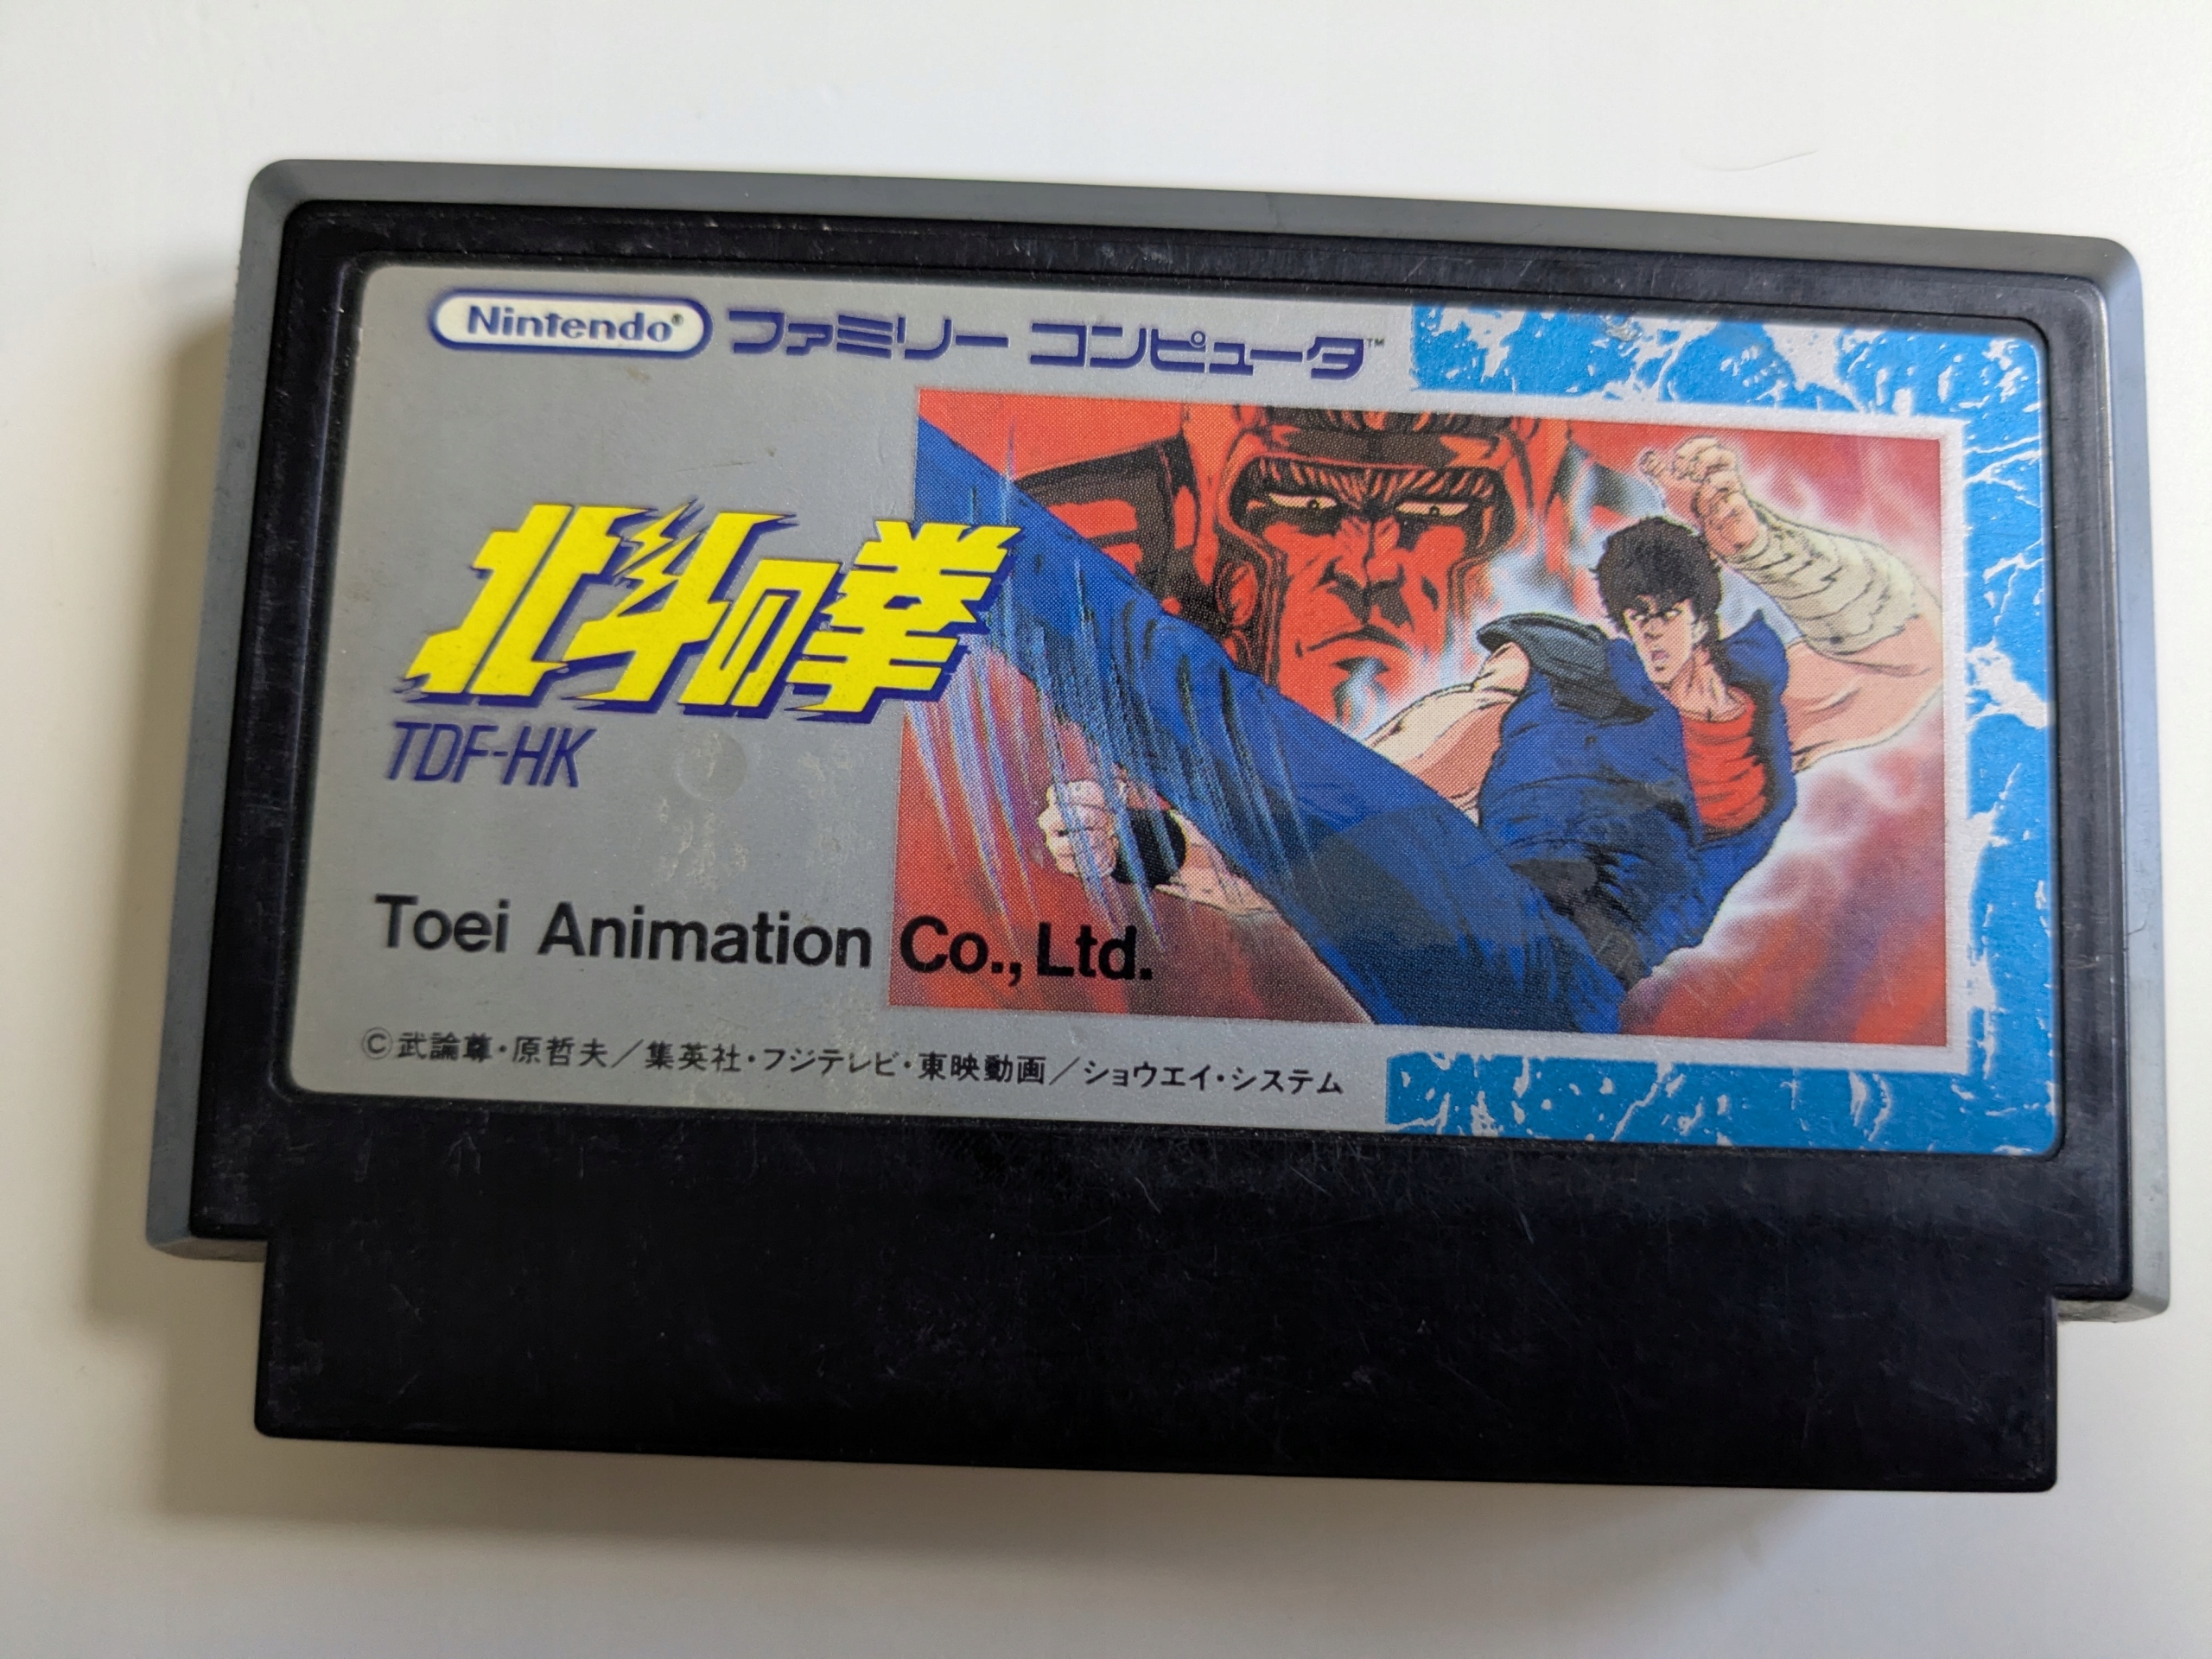 Nintendo® ファミリー コンピュータ™
北斗の拳
TDF-HK
Toei Animation Co., Ltd.
©武論尊・原哲夫／集英社・フジテレビ・東映動画／ショウエイ・システム